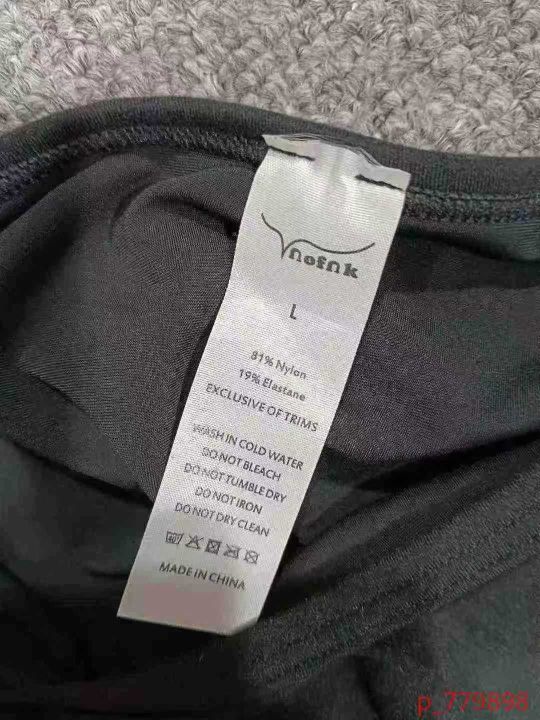 nofnk
L
81% Nylon
19% Elastane
EXCLUSIVE OF TRIMS
WASH IN COLD WATER
DO NOT BLEACH
DO NOT TUMBLE DRY
DO NOT IRON
DO NOT DRY CLEAN
MADE IN CHINA
p_779898